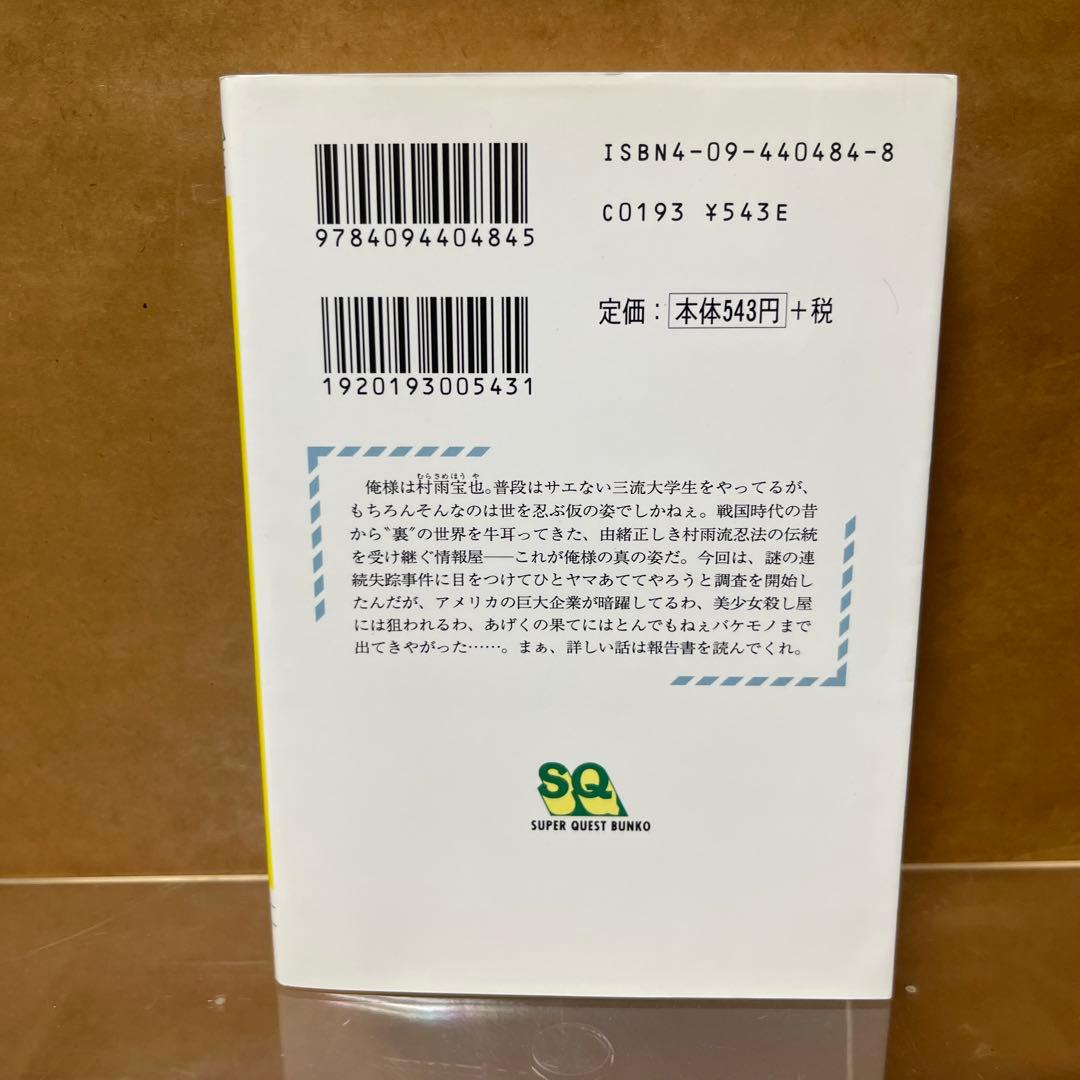 ISBN4-09-440484-8
9784094404845
C0193 ¥543E
定価：本体543円+税
1920193005431
むらさめほうや
俺様は村雨宝也。普段はサエない三流大学生をやってるが、
もちろんそんなのは世を忍ぶ仮の姿でしかねぇ。戦国時代の昔
から〝裏〟の世界を牛耳ってきた、由緒正しき村雨流忍法の伝統
を受け継ぐ情報屋――これが俺様の真の姿だ。今回は、謎の連
続失踪事件に目をつけてひとヤマあててやろうと調査を開始し
たんだが、アメリカの巨大企業が暗躍してるわ、美少女殺し屋
には狙われるわ、あげくの果てにはとんでもねぇバケモノまで
出てきやがった……。まぁ、詳しい話は報告書を読んでくれ。
SQ
SUPER QUEST BUNKO